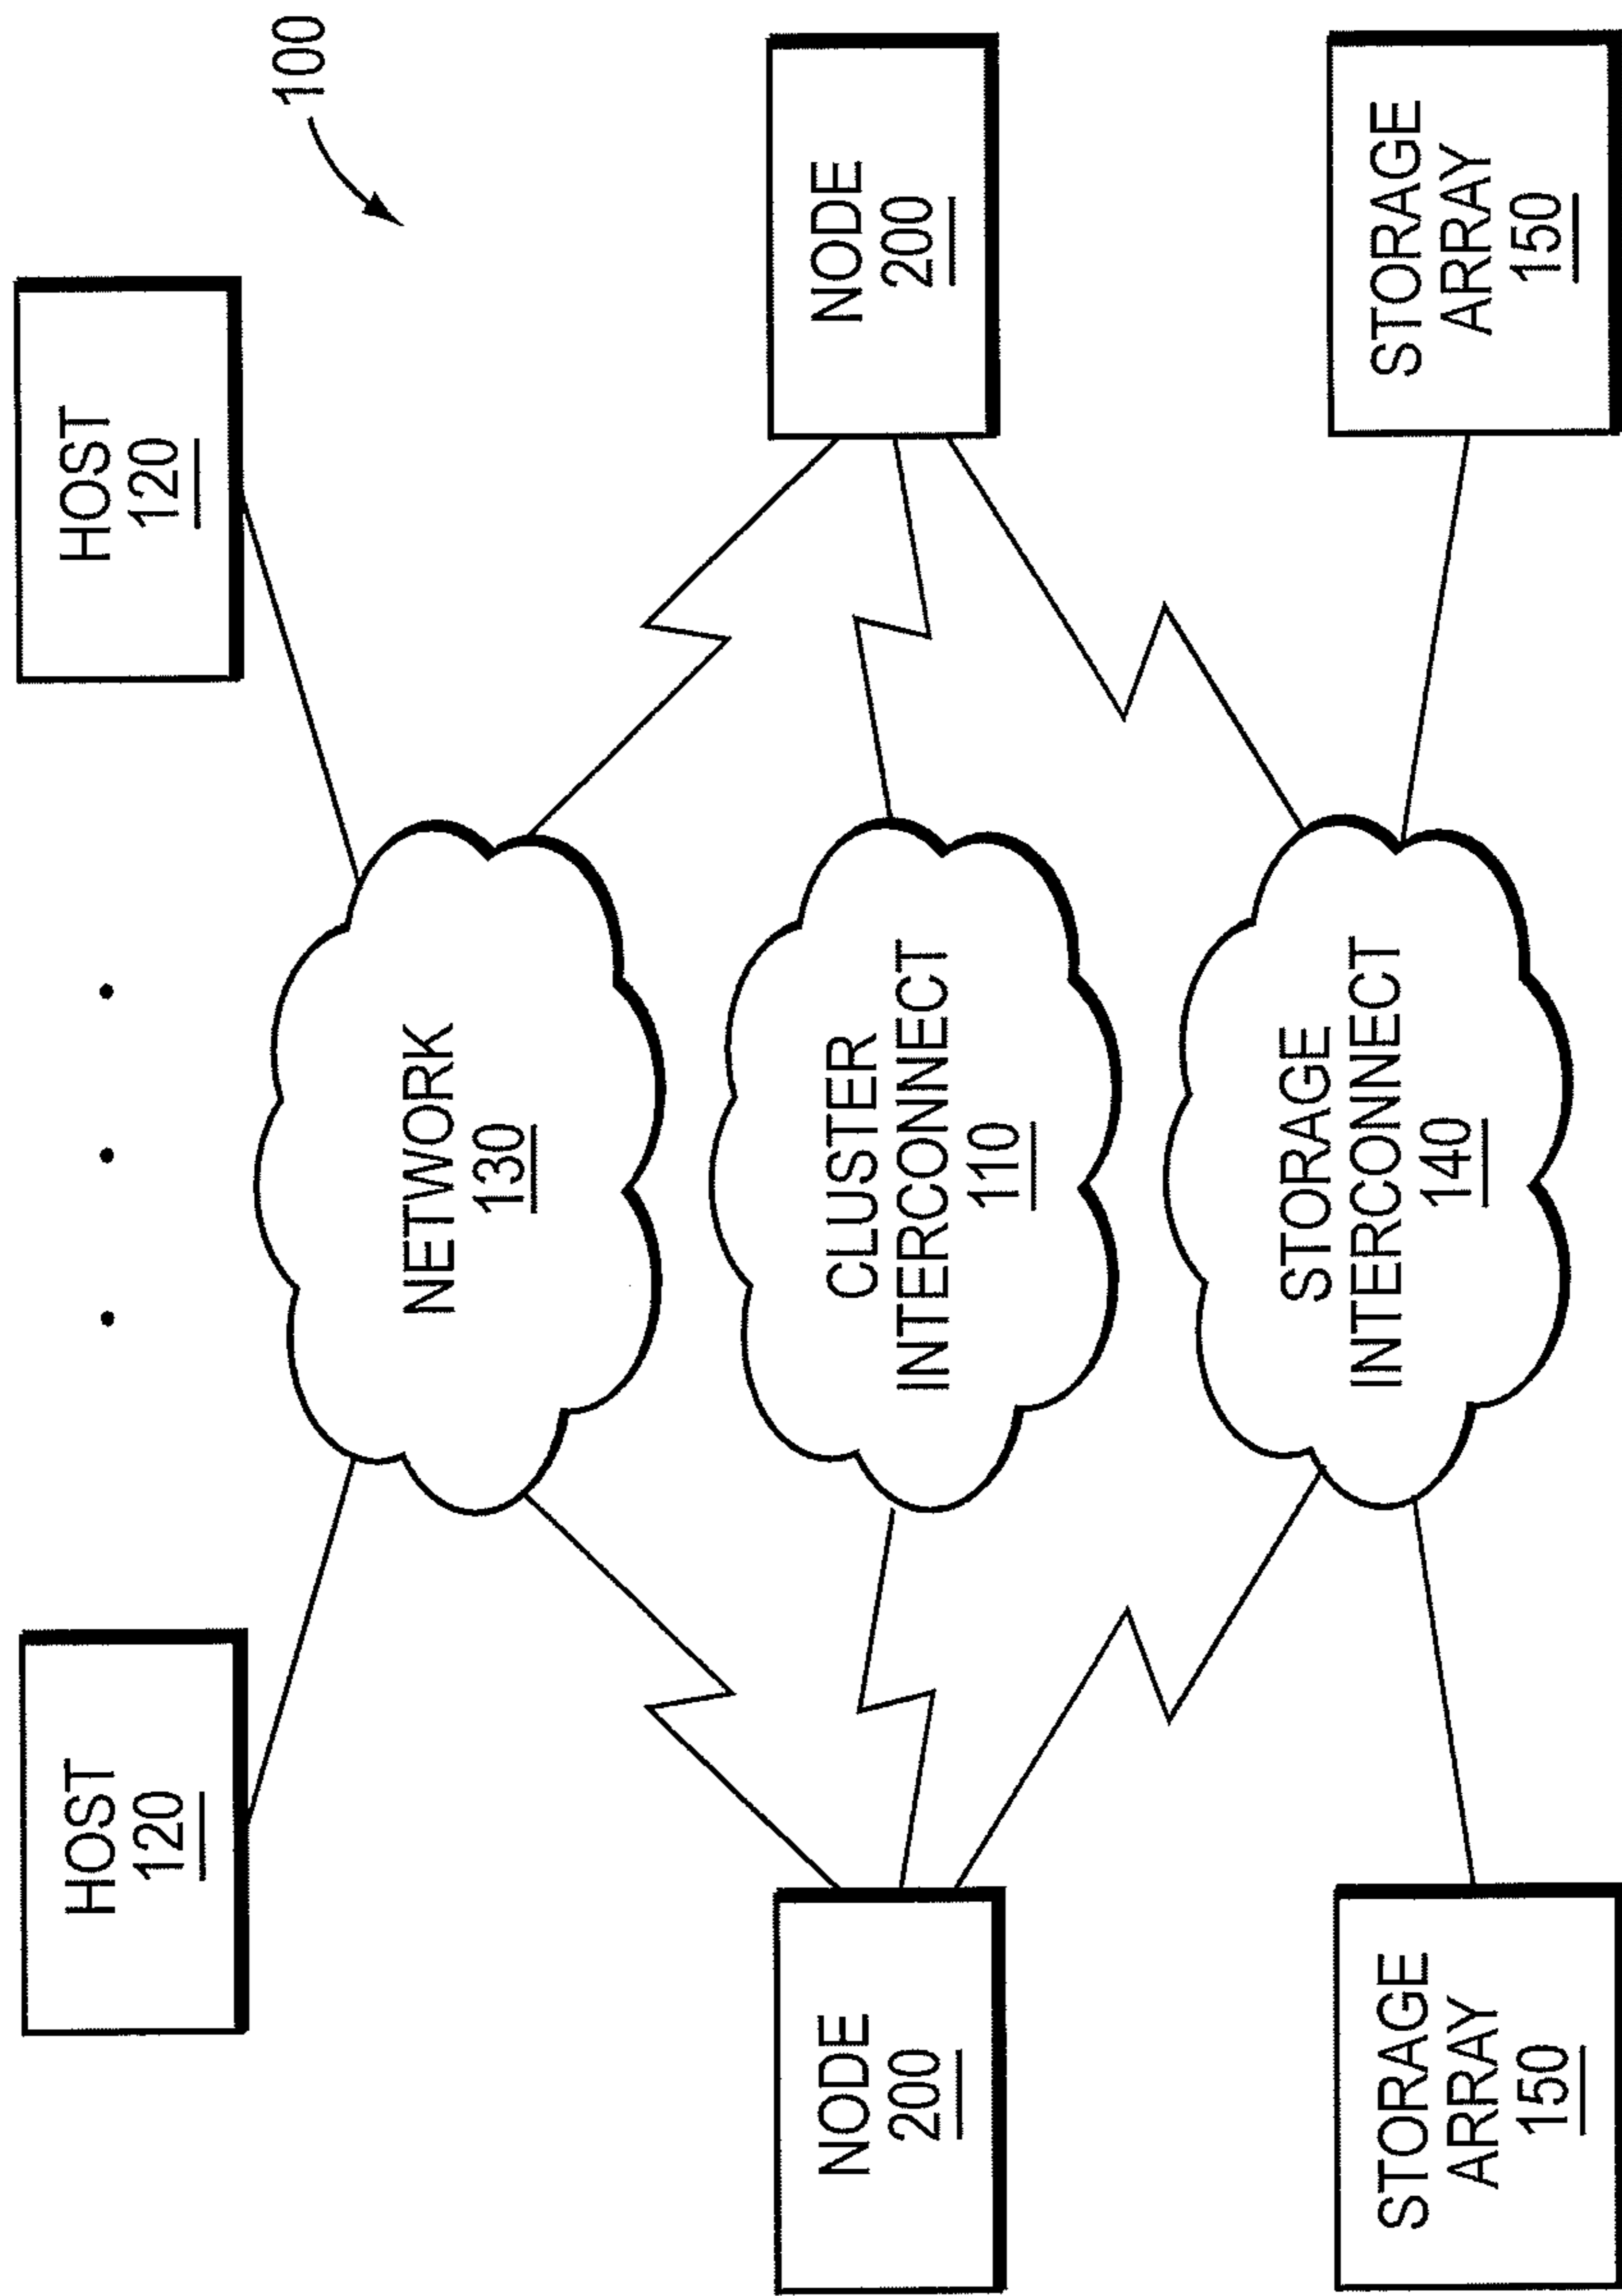 100
HOST
120
HOST
120
NETWORK
130
NODE
200
CLUSTER
INTERCONNECT
110
NODE
200
STORAGE
INTERCONNECT
140
STORAGE
ARRAY
150
STORAGE
ARRAY
150